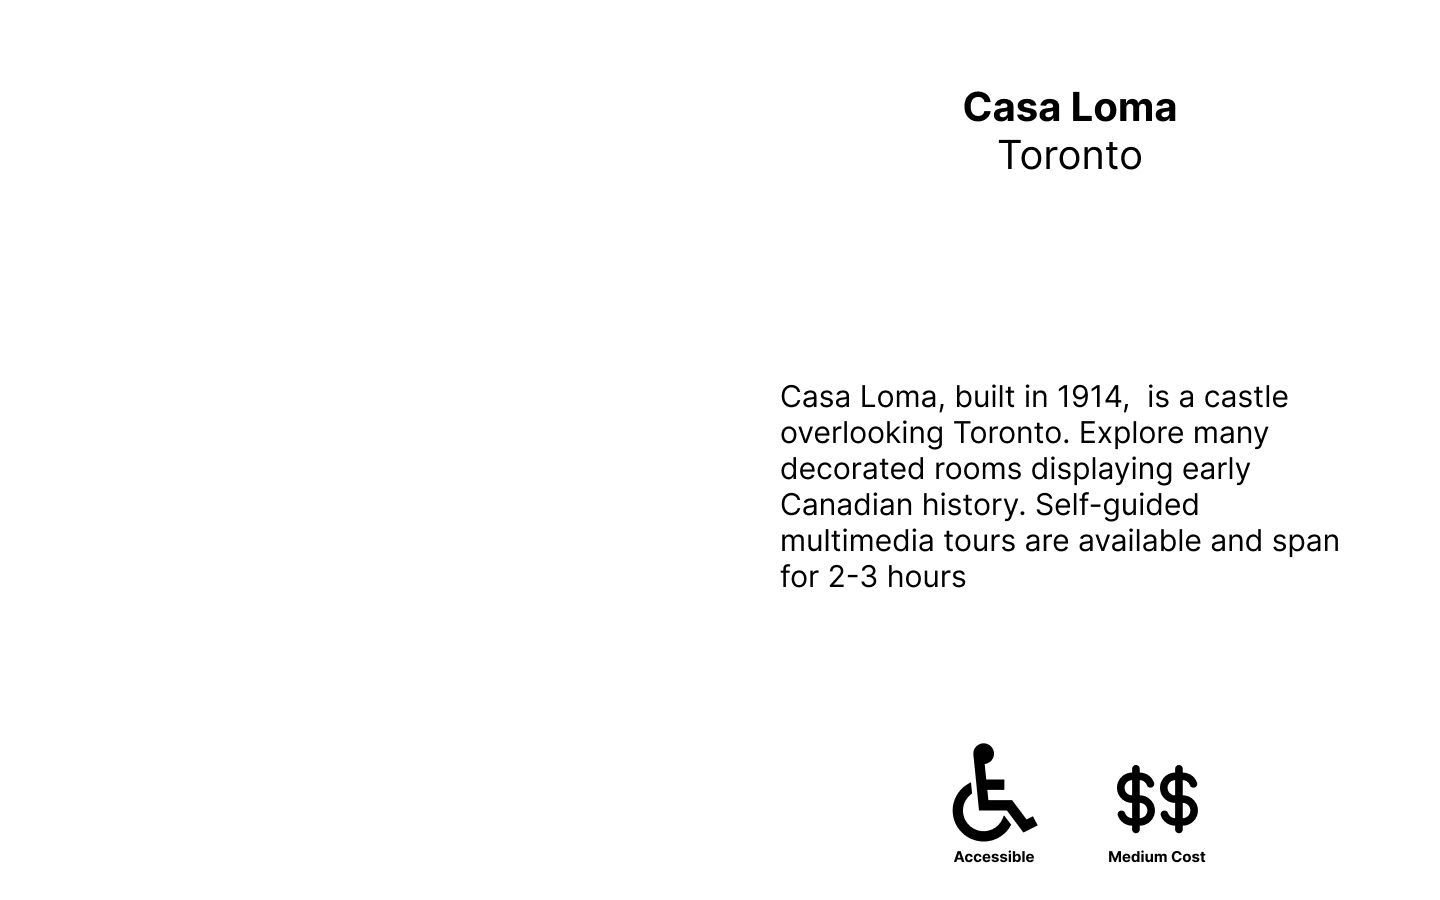 Casa Loma
Toronto
Casa Loma, built in 1914,  is a castle
overlooking Toronto. Explore many
decorated rooms displaying early
Canadian history. Self-guided
multimedia tours are available and span
for 2-3 hours
$$
Accessible
Medium Cost